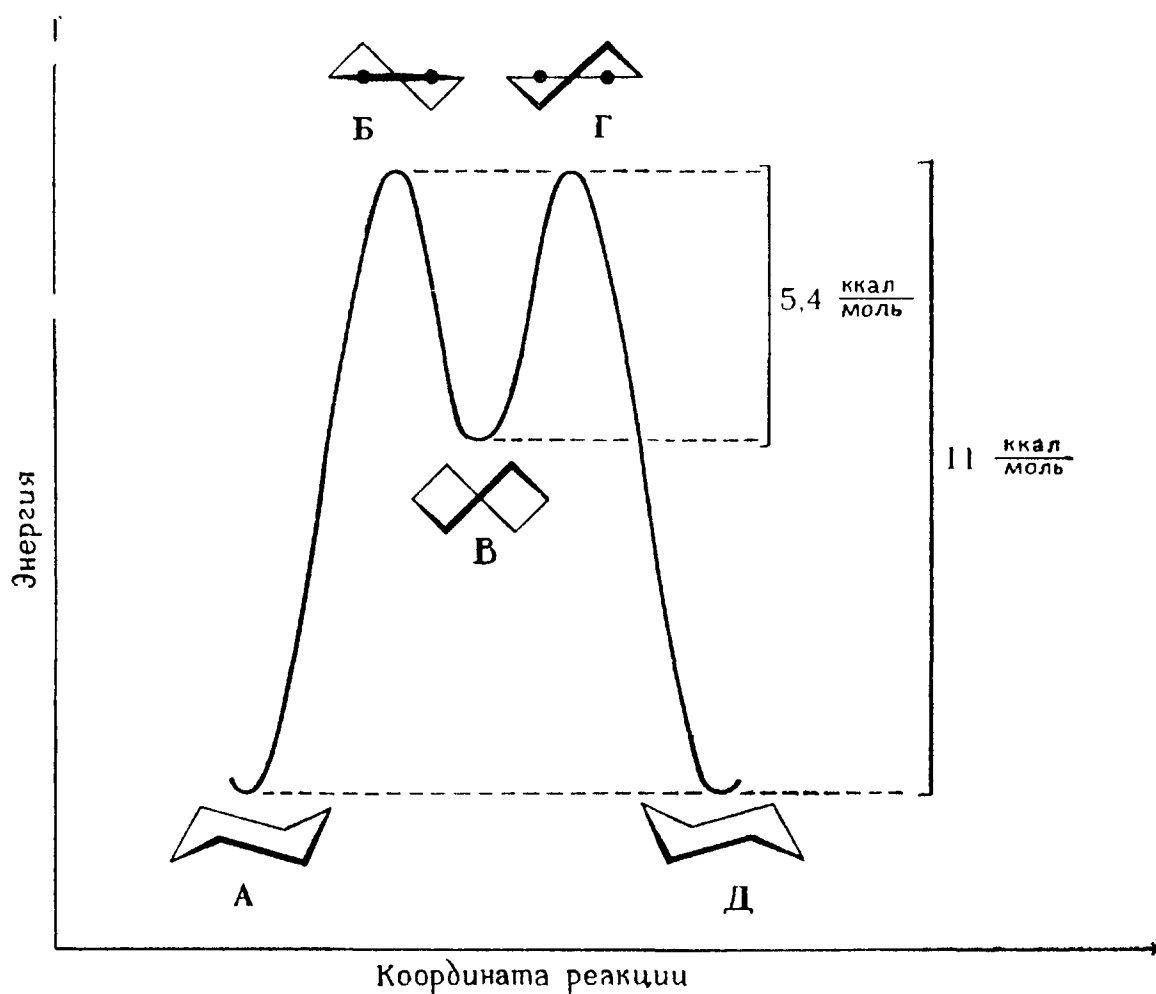 Б Г
5,4 ккал/моль
11 ккал/моль
В
Энергия
А Д
Координата реакции